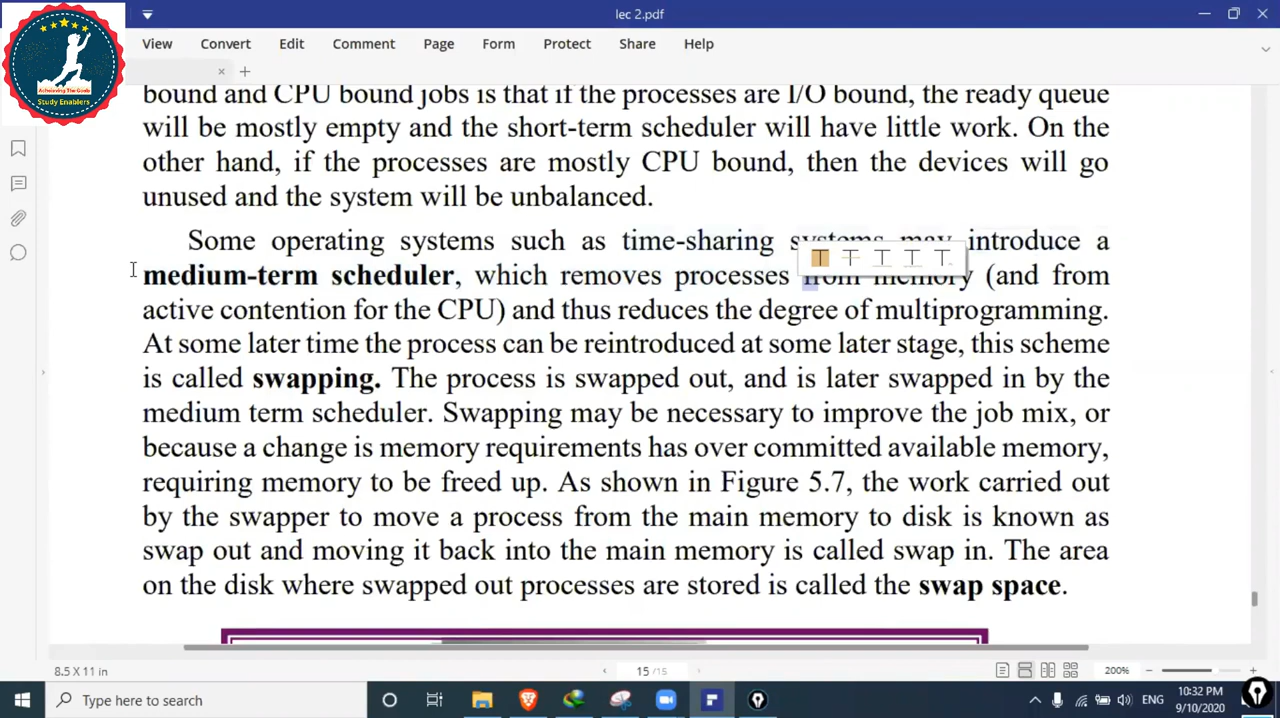 lec 2.pdf
Achieveing The Goals
Study Enablers
View Convert Edit Comment Page Form Protect Share Help
bound and CPU bound jobs is that if the processes are I/O bound, the ready queue
will be mostly empty and the short-term scheduler will have little work. On the
other hand, if the processes are mostly CPU bound, then the devices will go
unused and the system will be unbalanced.
Some operating systems such as time-sharing systems may introduce a
medium-term scheduler, which removes processes from memory (and from
active contention for the CPU) and thus reduces the degree of multiprogramming.
At some later time the process can be reintroduced at some later stage, this scheme
is called swapping. The process is swapped out, and is later swapped in by the
medium term scheduler. Swapping may be necessary to improve the job mix, or
because a change is memory requirements has over committed available memory,
requiring memory to be freed up. As shown in Figure 5.7, the work carried out
by the swapper to move a process from the main memory to disk is known as
swap out and moving it back into the main memory is called swap in. The area
on the disk where swapped out processes are stored is called the swap space.
8.5 X 11 in 15 /15 200%
Type here to search ENG 10:32 PM
9/10/2020